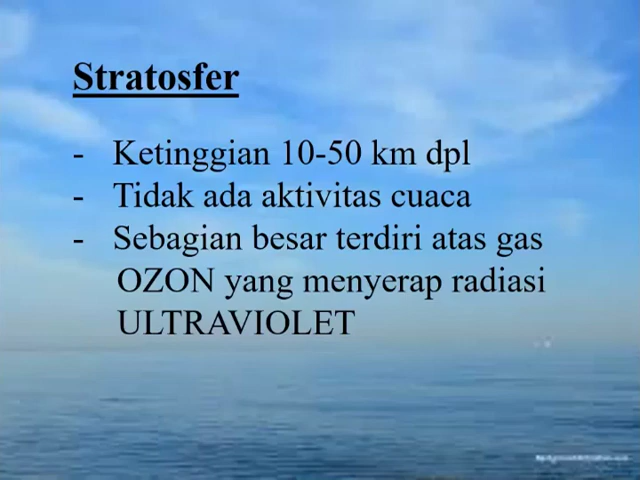 Stratosfer
- Ketinggian 10-50 km dpl
- Tidak ada aktivitas cuaca
- Sebagian besar terdiri atas gas
OZON yang menyerap radiasi
ULTRAVIOLET